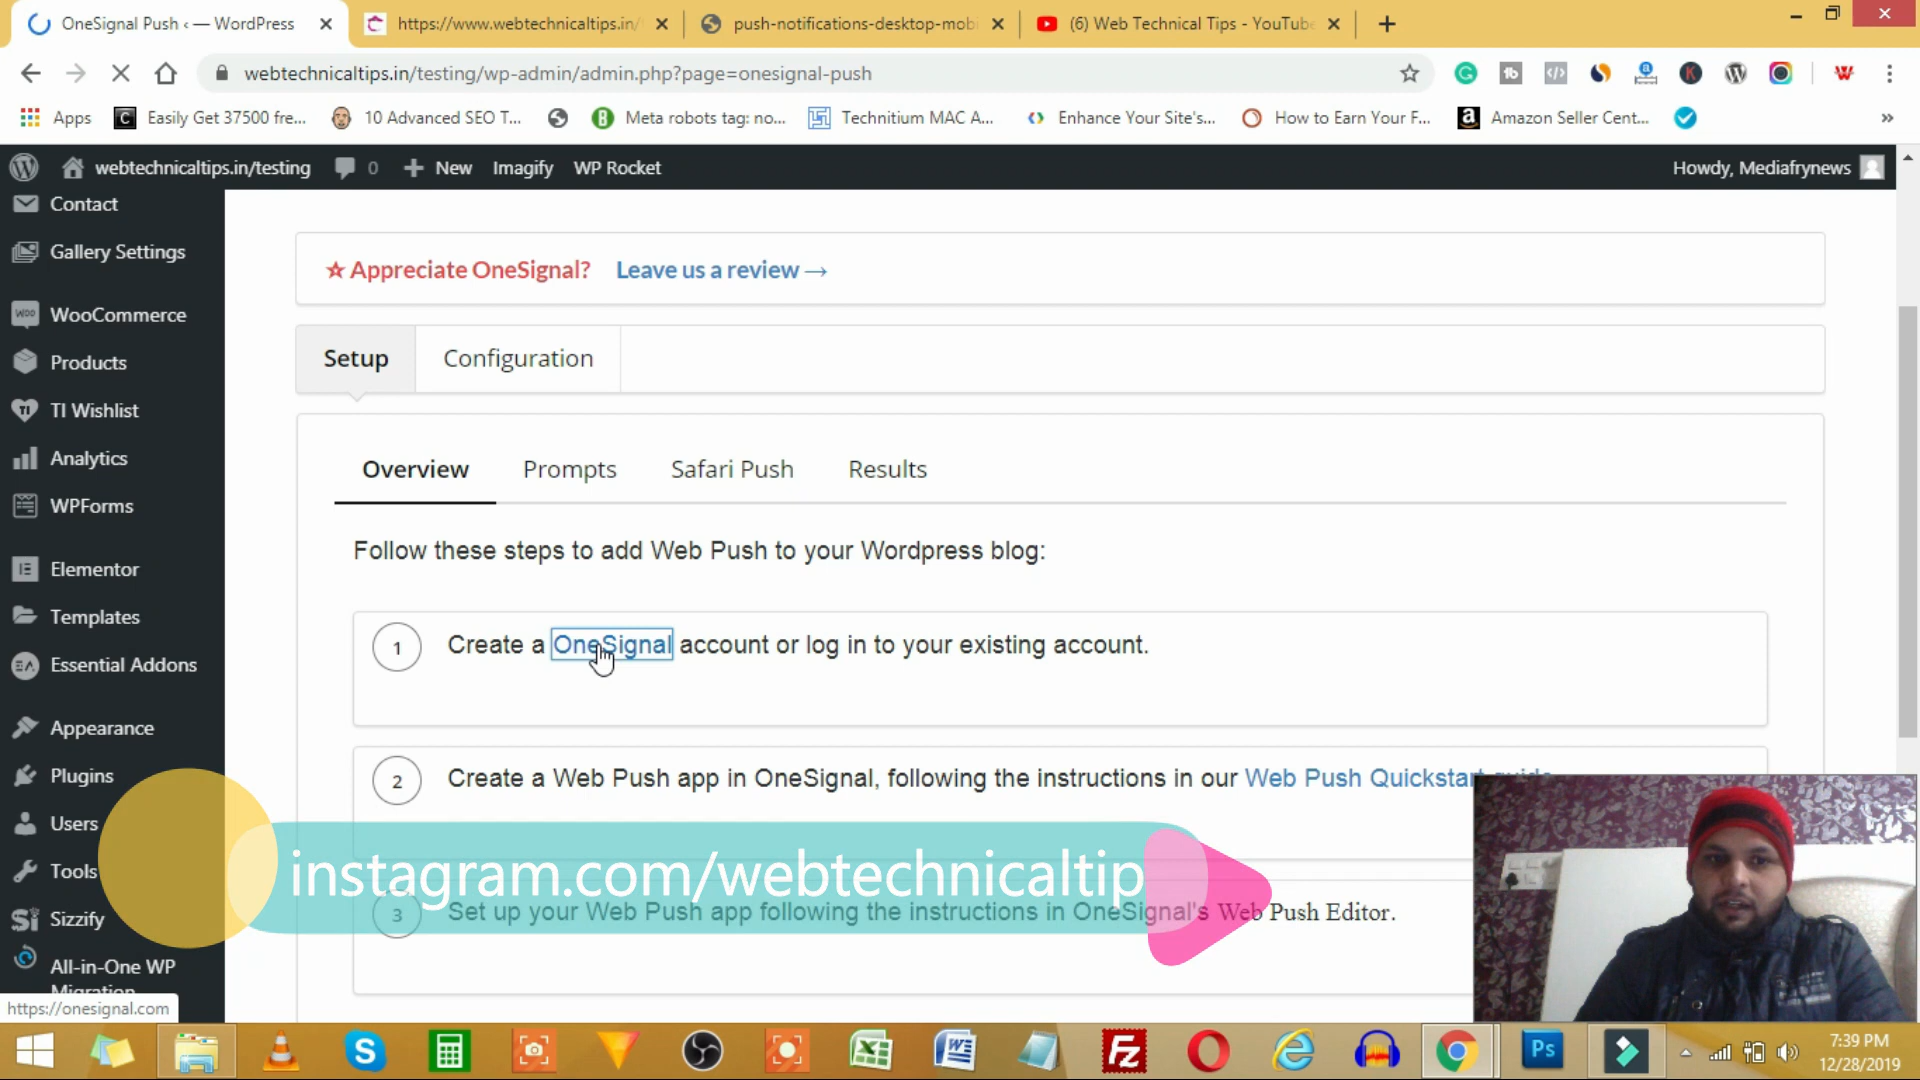 OneSignal Push ‹ — WordPress
https://www.webtechnicaltips.in/
push-notifications-desktop-mobi
(6) Web Technical Tips - YouTube
webtechnicaltips.in/testing/wp-admin/admin.php?page=onesignal-push
Apps
Easily Get 37500 fre...
10 Advanced SEO T...
Meta robots tag: no...
Technitium MAC A...
Enhance Your Site's...
How to Earn Your F...
Amazon Seller Cent...
»
webtechnicaltips.in/testing
0
New
Imagify
WP Rocket
Howdy, Mediafrynews
Contact
Gallery Settings
WooCommerce
Products
TI Wishlist
Analytics
WPForms
Elementor
Templates
Essential Addons
Appearance
Plugins
Users
Tools
Sizzify
All-in-One WP
Migration
https://onesignal.com
Appreciate OneSignal? Leave us a review →
Setup
Configuration
Overview
Prompts
Safari Push
Results
Follow these steps to add Web Push to your Wordpress blog:
1
Create a OneSignal account or log in to your existing account.
2
Create a Web Push app in OneSignal, following the instructions in our Web Push Quickstart guide
instagram.com/webtechnicaltip
3
Set up your Web Push app following the instructions in OneSignal's Web Push Editor.
7:39 PM
12/28/2019